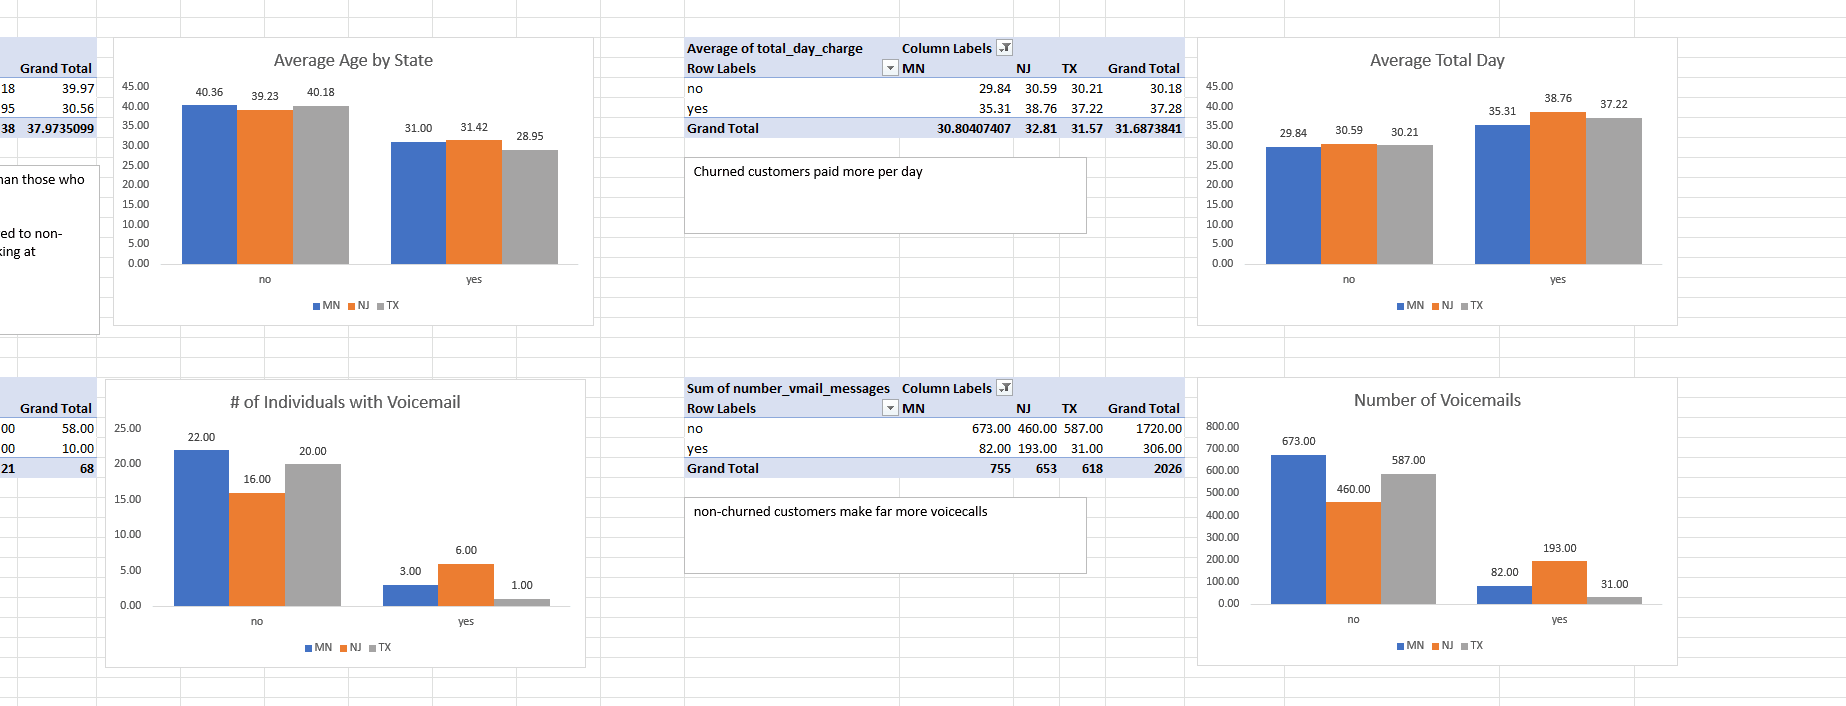 Grand Total
18 39.97
95 30.56
38 37.9735099
han those who
ed to non-
king at
Average Age by State
45.00
40.00
35.00
30.00
25.00
20.00
15.00
10.00
5.00
0.00
40.36 39.23 40.18
31.00 31.42 28.95
no yes
MN NJ TX
Average of total_day_charge Column Labels
Row Labels MN NJ TX Grand Total
no 29.84 30.59 30.21 30.18
yes 35.31 38.76 37.22 37.28
Grand Total 30.80407407 32.81 31.57 31.6873841
Churned customers paid more per day
Average Total Day
45.00
40.00
35.00
30.00
25.00
20.00
15.00
10.00
5.00
0.00
29.84 30.59 30.21
35.31 38.76 37.22
no yes
MN NJ TX
Grand Total
00 58.00
00 10.00
21 68
# of Individuals with Voicemail
25.00
20.00
15.00
10.00
5.00
0.00
22.00 16.00 20.00
3.00 6.00 1.00
no yes
MN NJ TX
Sum of number_vmail_messages Column Labels
Row Labels MN NJ TX Grand Total
no 673.00 460.00 587.00 1720.00
yes 82.00 193.00 31.00 306.00
Grand Total 755 653 618 2026
non-churned customers make far more voicecalls
Number of Voicemails
800.00
700.00
600.00
500.00
400.00
300.00
200.00
100.00
0.00
673.00 460.00 587.00
82.00 193.00 31.00
no yes
MN NJ TX